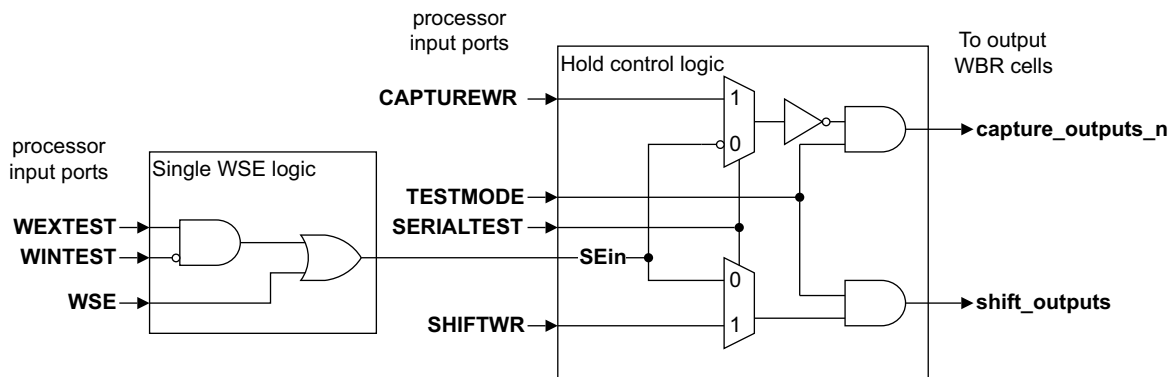 processor
input ports
To output
WBR cells
Hold control logic
CAPTUREWR
1
capture_outputs_n
0
processor
input ports
Single WSE logic
TESTMODE
WEXTEST
SERIALTEST
WINTEST
SEin
0
WSE
shift_outputs
SHIFTWR
1